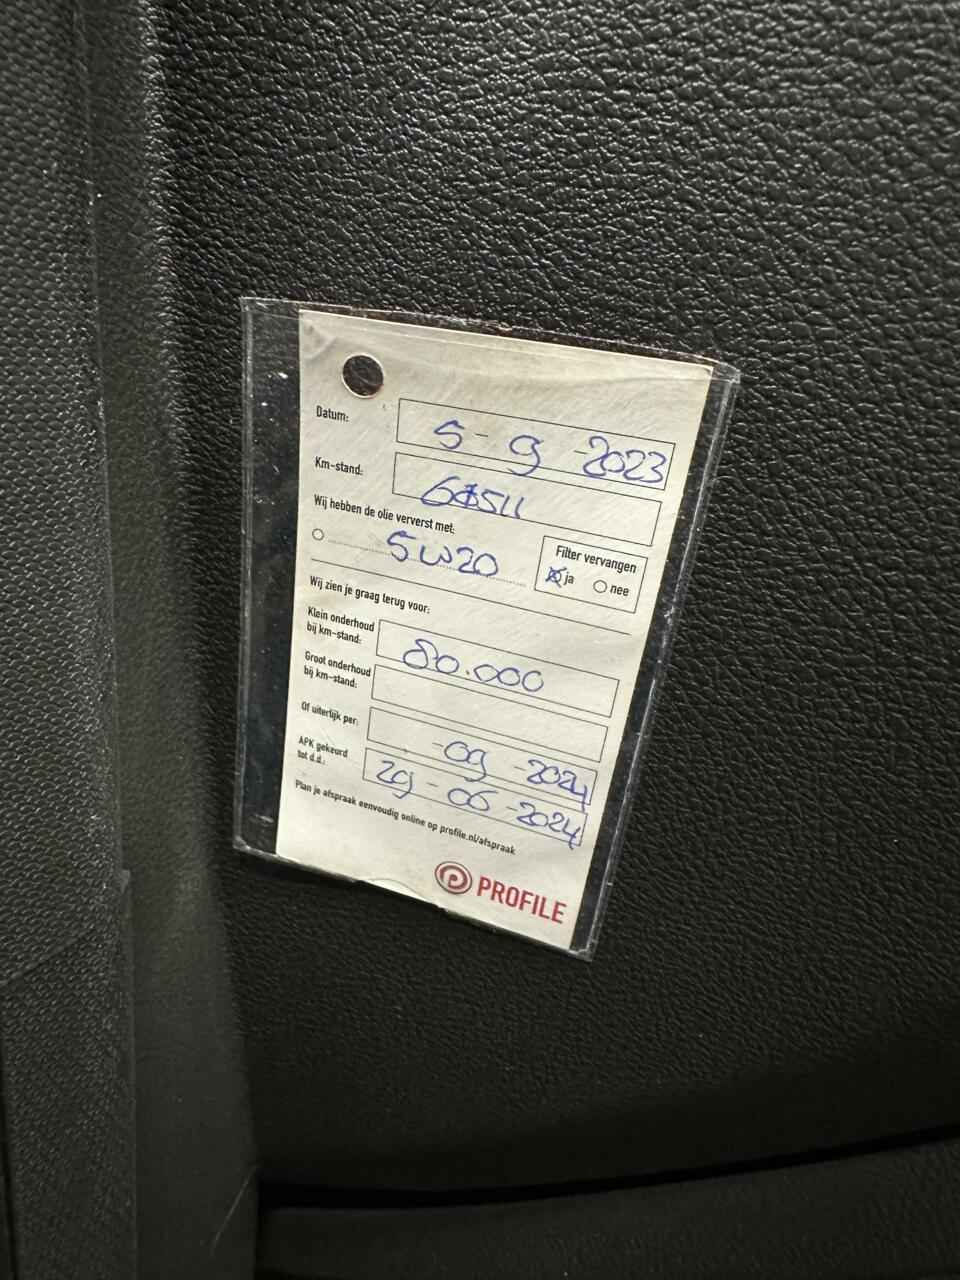 Datum: 5-9-2023
Km-stand:
Wij hebben de olie ververst met:
5W20
Filter vervangen
ja nee
Wij zien je graag terug voor:
Klein onderhoud
bij km-stand: 80.000
Groot onderhoud
bij km-stand:
Of uiterlijk per: -09-2024
APK gekeurd
tot d.d.: 29-06-2024
Plan je afspraak eenvoudig online op profile.nl/afspraak
PROFILE